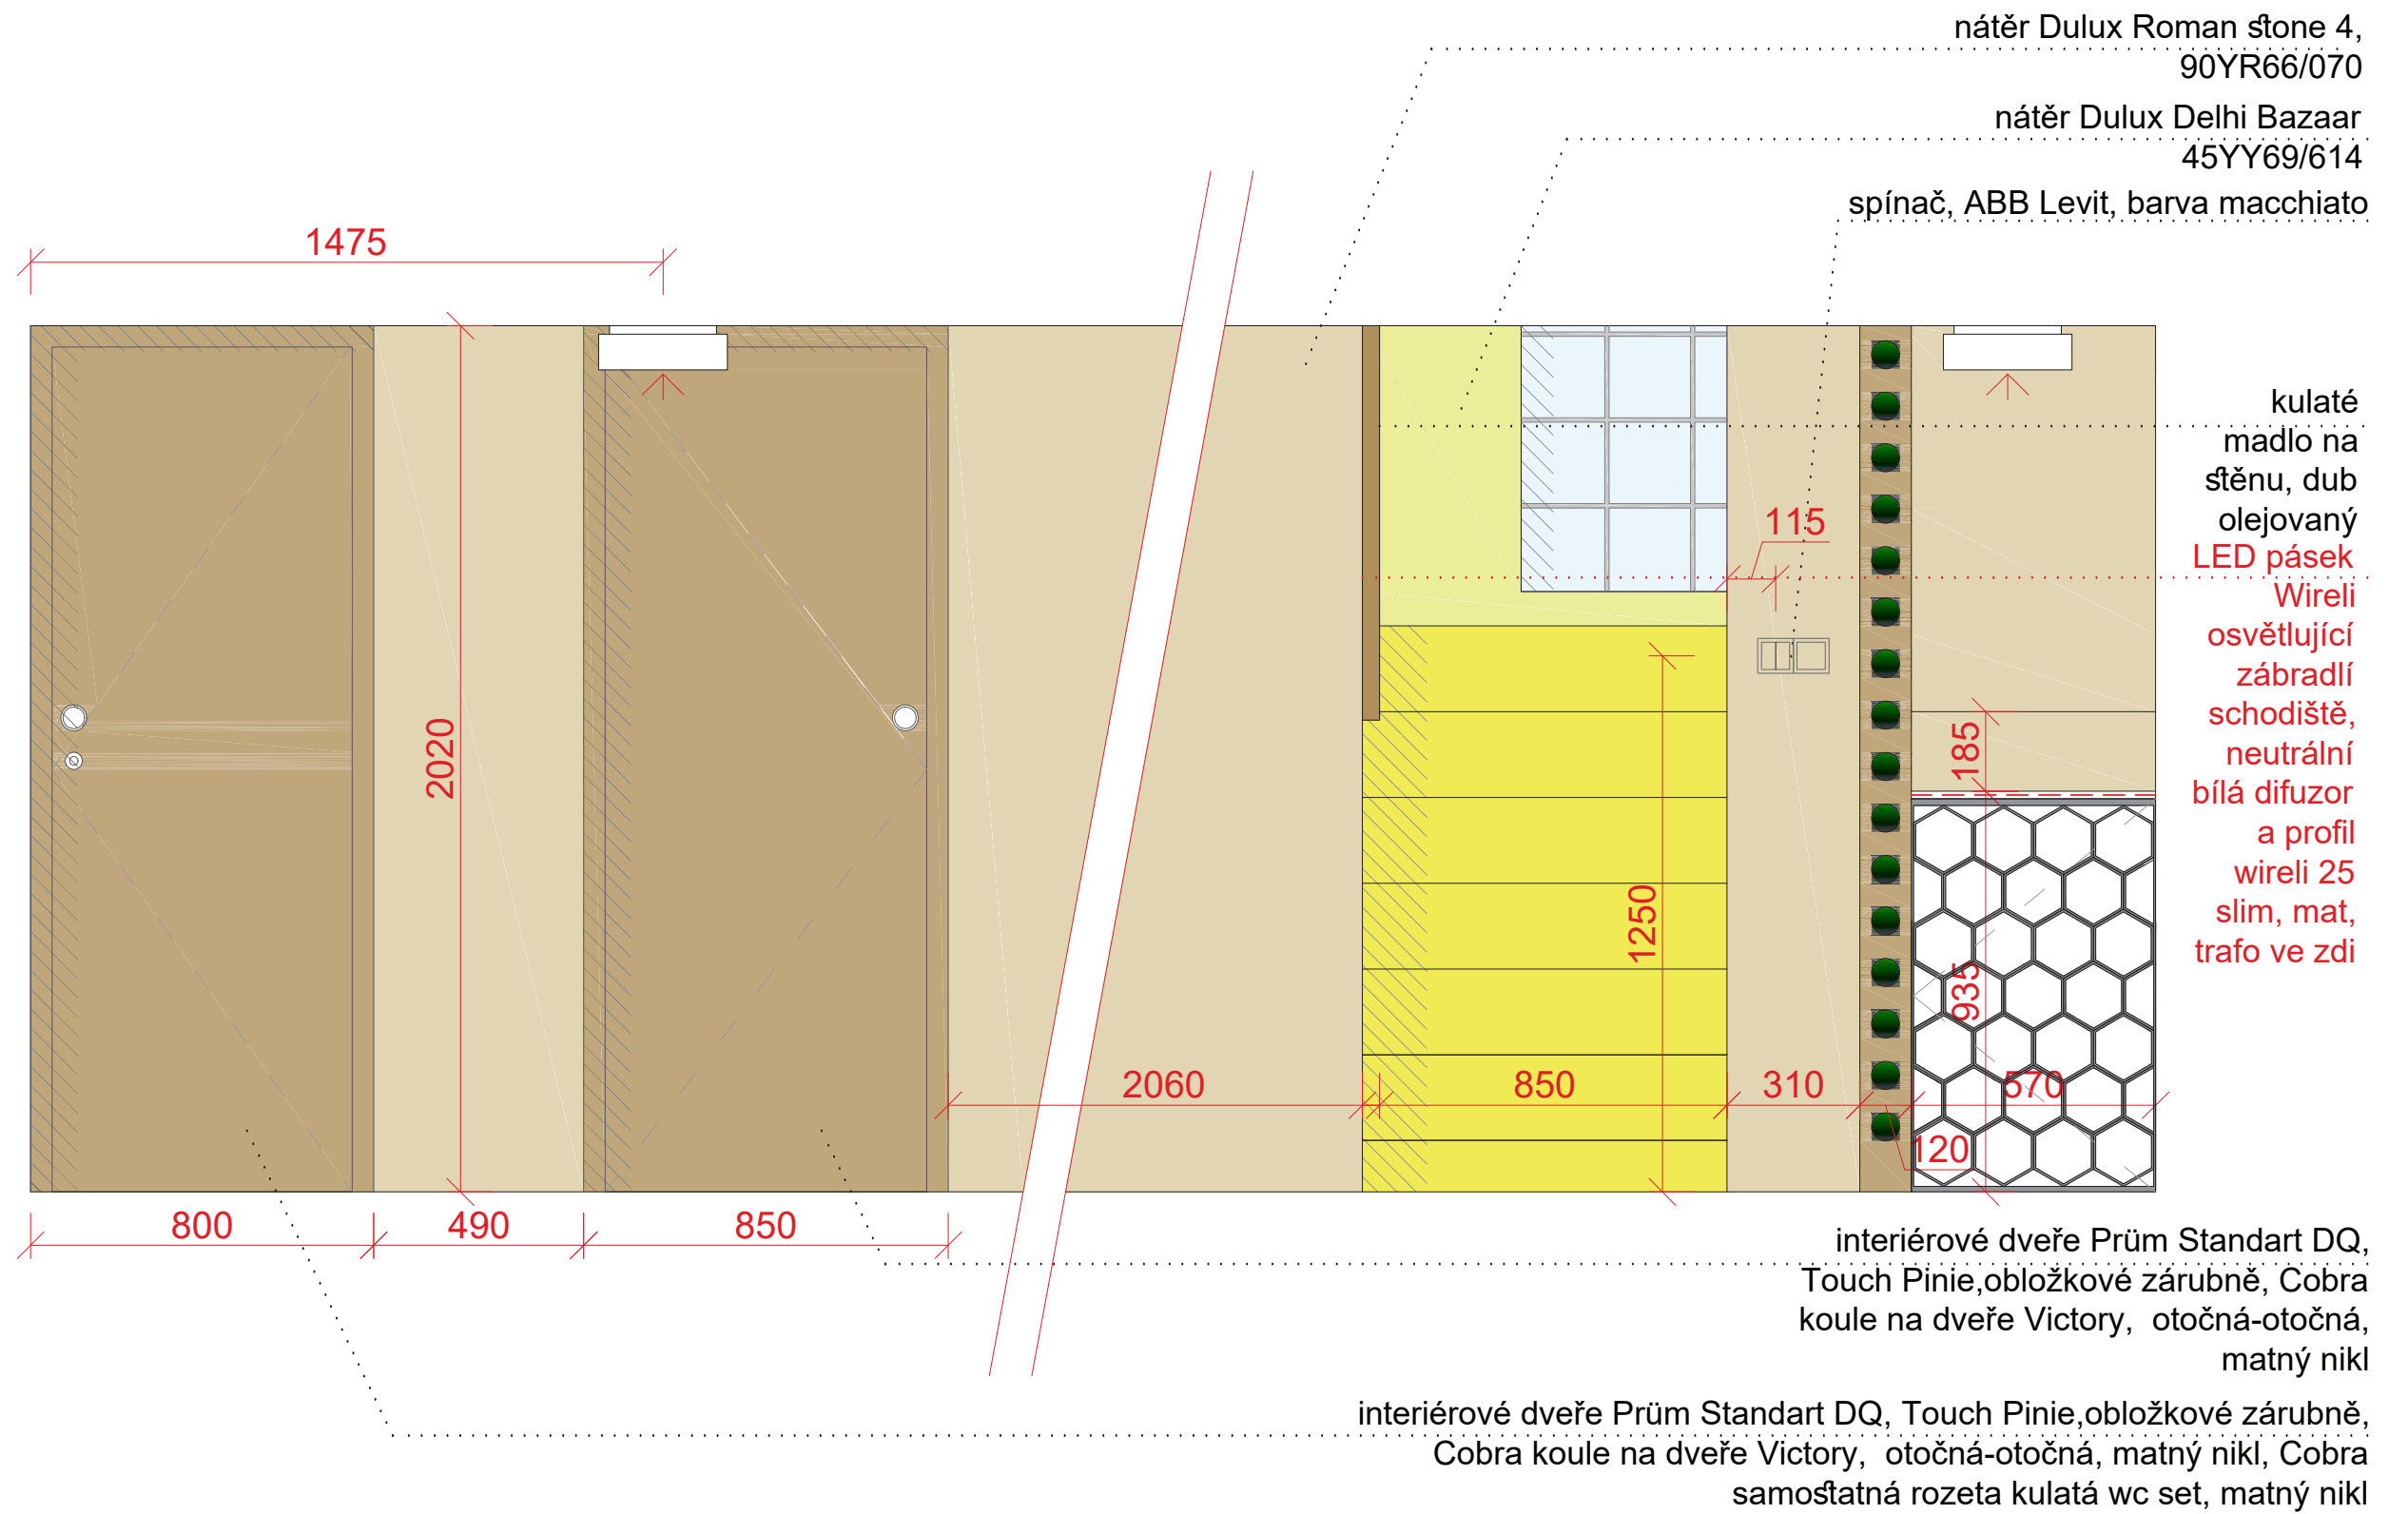 nátěr Dulux Roman stone 4,
90YR66/070
nátěr Dulux Delhi Bazaar
45YY69/614
spínač, ABB Levit, barva macchiato
1475
kulaté
madlo na
stěnu, dub
olejovaný
LED pásek
Wireli
osvětlující
zábradlí
schodiště,
neutrální
bílá difuzor
a profil
wireli 25
slim, mat,
trafo ve zdi
115
2020
185
1250
935
2060
850
310
570
120
800
490
850
interiérové dveře Prüm Standart DQ,
Touch Pinie,obložkové zárubně, Cobra
koule na dveře Victory,  otočná-otočná,
matný nikl
interiérové dveře Prüm Standart DQ, Touch Pinie,obložkové zárubně,
Cobra koule na dveře Victory,  otočná-otočná, matný nikl, Cobra
samostatná rozeta kulatá wc set, matný nikl